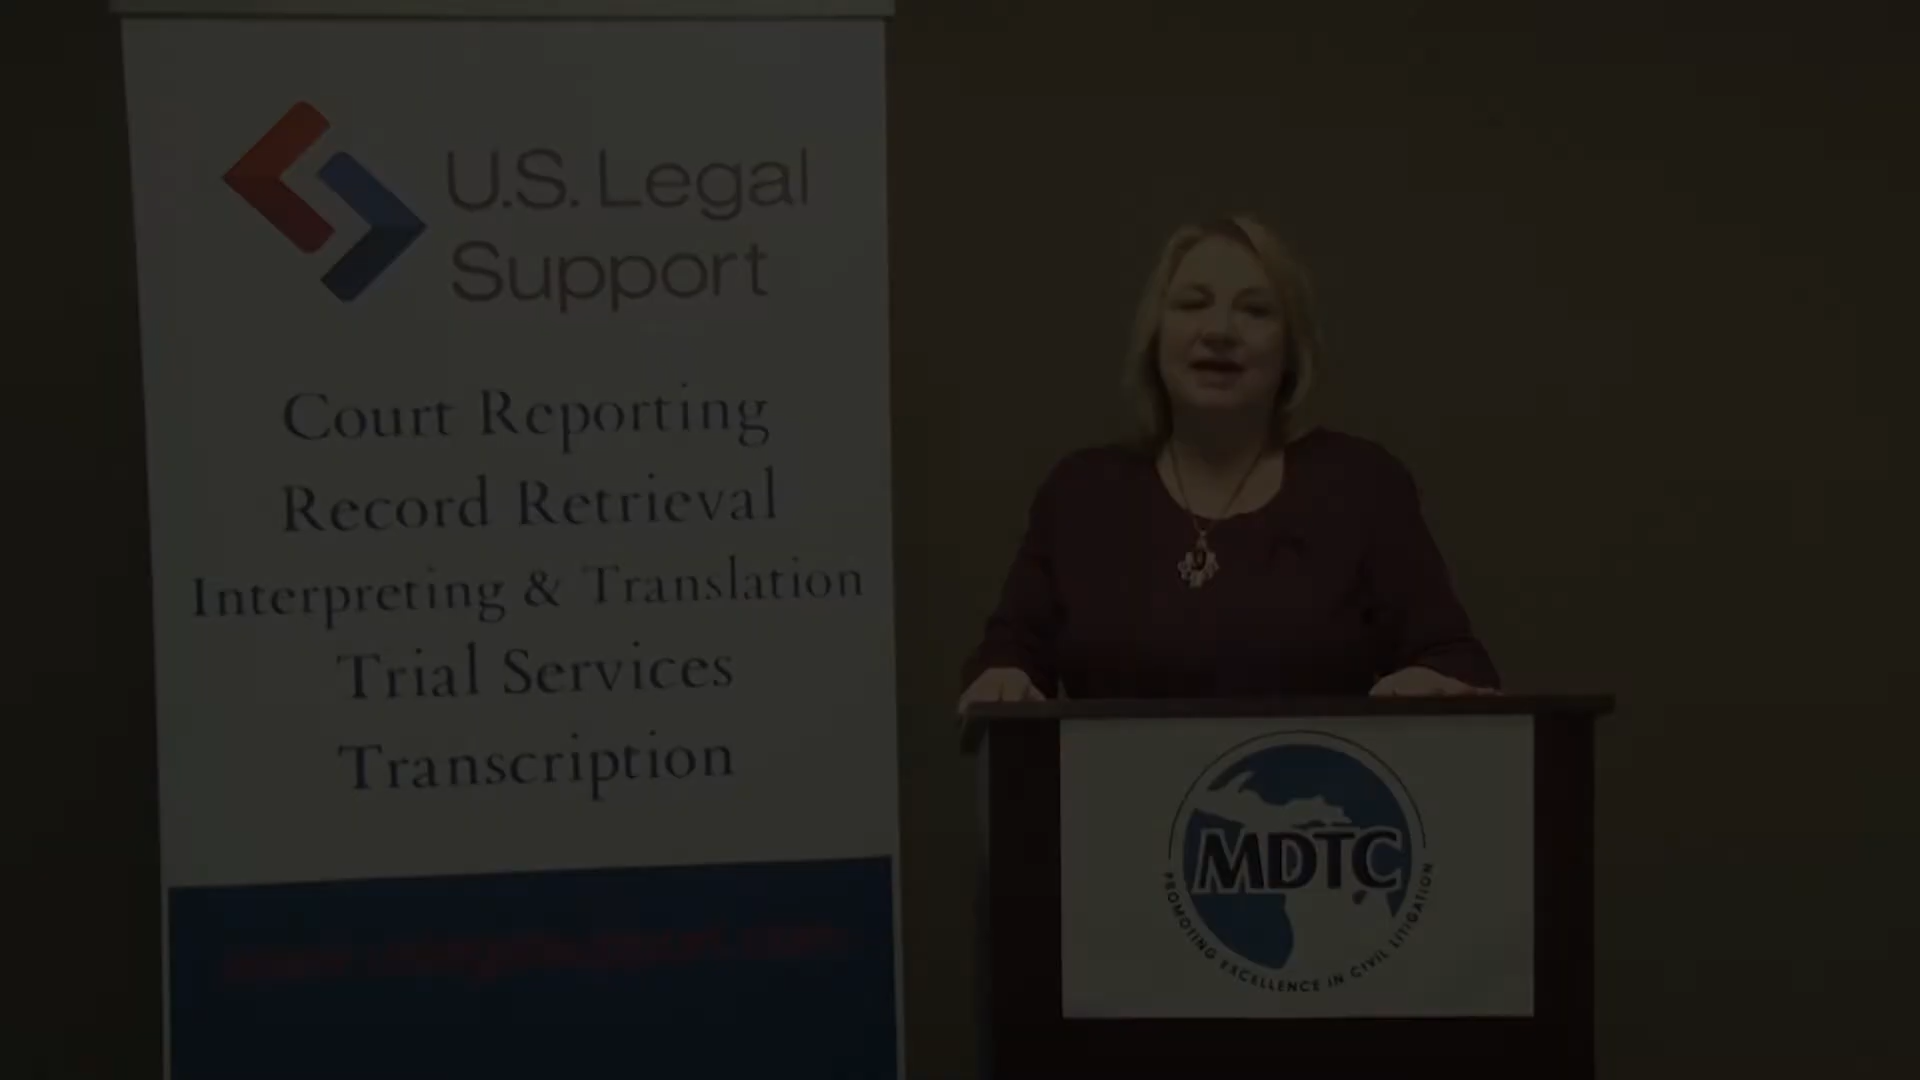 U.S. Legal
Support
Court Reporting
Record Retrieval
Interpreting & Translation
Trial Services
Transcription
MDTC
PROMOTING EXCELLENCE IN CIVIL LITIGATION